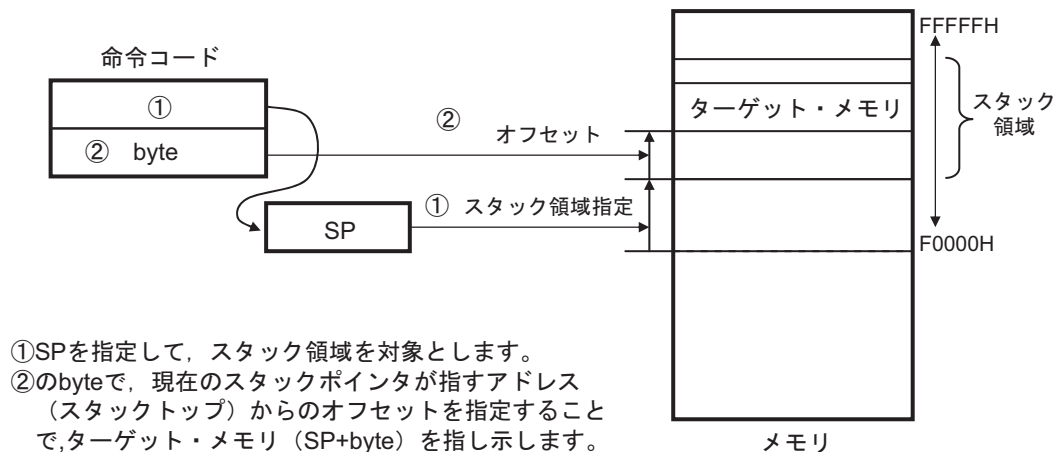 命令コード
①
② byte
SP
②
オフセット
① スタック領域指定
FFFFFH
ターゲット・メモリ
スタック
領域
F0000H
メモリ
①SPを指定して，スタック領域を対象とします。
②のbyteで，現在のスタックポインタが指すアドレス
（スタックトップ）からのオフセットを指定すること
で,ターゲット・メモリ（SP+byte）を指し示します。